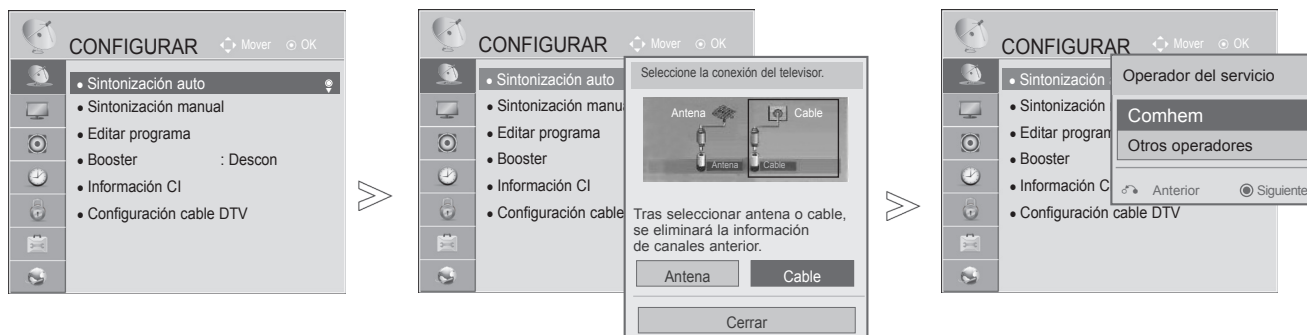 CONFIGURAR Mover OK
• Sintonización auto
• Sintonización manual
• Editar programa
• Booster : Descon
• Información CI
• Configuración cable DTV
CONFIGURAR Mover OK
• Sintonización auto
• Sintonización manu
• Editar programa
• Booster
• Información CI
• Configuración cable
Seleccione la conexión del televisor.
Antena Cable
Antena Cable
Tras seleccionar antena o cable,
se eliminará la información
de canales anterior.
Antena Cable
Cerrar
CONFIGURAR Mover OK
• Sintonización
• Sintonización
• Editar program
• Booster
• Información C
• Configuración cable DTV
Operador del servicio
Comhem
Otros operadores
Anterior Siguiente